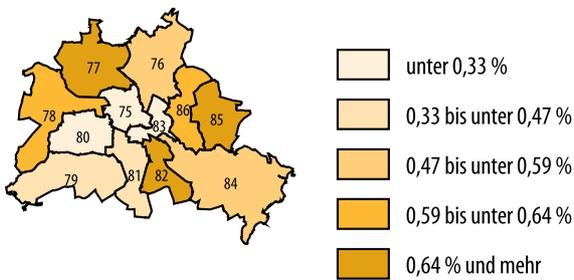 77
76
78
75
86
85
83
80
79
81
82
84
unter 0,33 %
0,33 bis unter 0,47 %
0,47 bis unter 0,59 %
0,59 bis unter 0,64 %
0,64 % und mehr